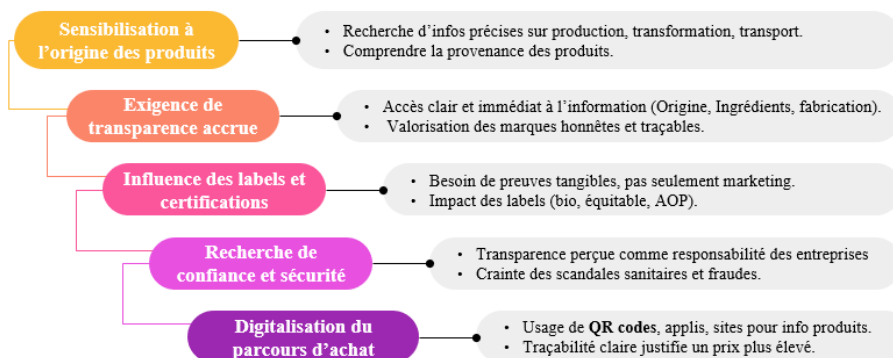 Sensibilisation à
l’origine des produits
• Recherche d’infos précises sur production, transformation, transport.
• Comprendre la provenance des produits.
Exigence de
transparence accrue
• Accès clair et immédiat à l’information (Origine, Ingrédients, fabrication).
• Valorisation des marques honnêtes et traçables.
Influence des labels et
certifications
• Besoin de preuves tangibles, pas seulement marketing.
• Impact des labels (bio, équitable, AOP).
Recherche de
confiance et sécurité
• Transparence perçue comme responsabilité des entreprises
• Crainte des scandales sanitaires et fraudes.
Digitalisation du
parcours d’achat
• Usage de QR codes, applis, sites pour info produits.
• Traçabilité claire justifie un prix plus élevé.